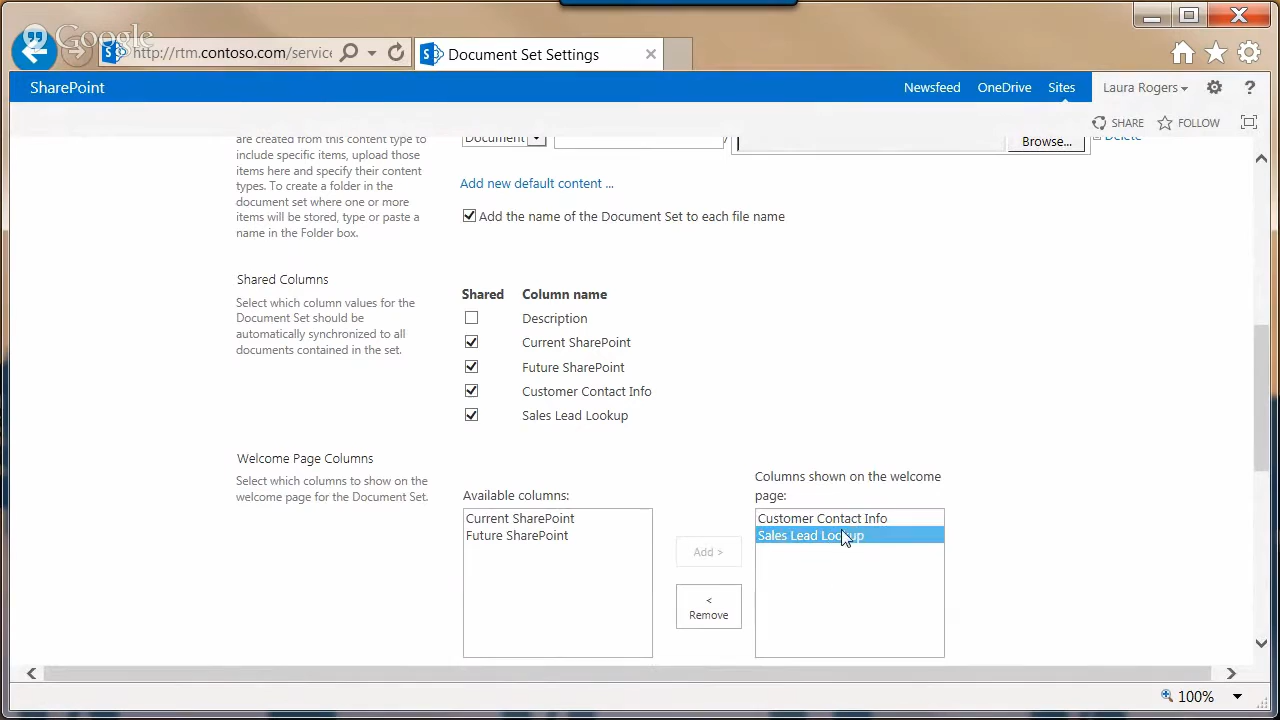 Google
http://rtm.contoso.com/service
Document Set Settings
SharePoint
Newsfeed
OneDrive
Sites
Laura Rogers
?
SHARE
FOLLOW
are created from this content type to
include specific items, upload those
items here and specify their content
types. To create a folder in the
document set where one or more
items will be stored, type or paste a
name in the Folder box.
Document
/
Browse...
Delete
Add new default content ...
Add the name of the Document Set to each file name
Shared Columns
Select which column values for the
Document Set should be
automatically synchronized to all
documents contained in the set.
Shared Column name
Description
Current SharePoint
Future SharePoint
Customer Contact Info
Sales Lead Lookup
Welcome Page Columns
Select which columns to show on the
welcome page for the Document Set.
Available columns:
Current SharePoint
Future SharePoint
Add >
<
Remove
Columns shown on the welcome
page:
Customer Contact Info
Sales Lead Lookup
100%